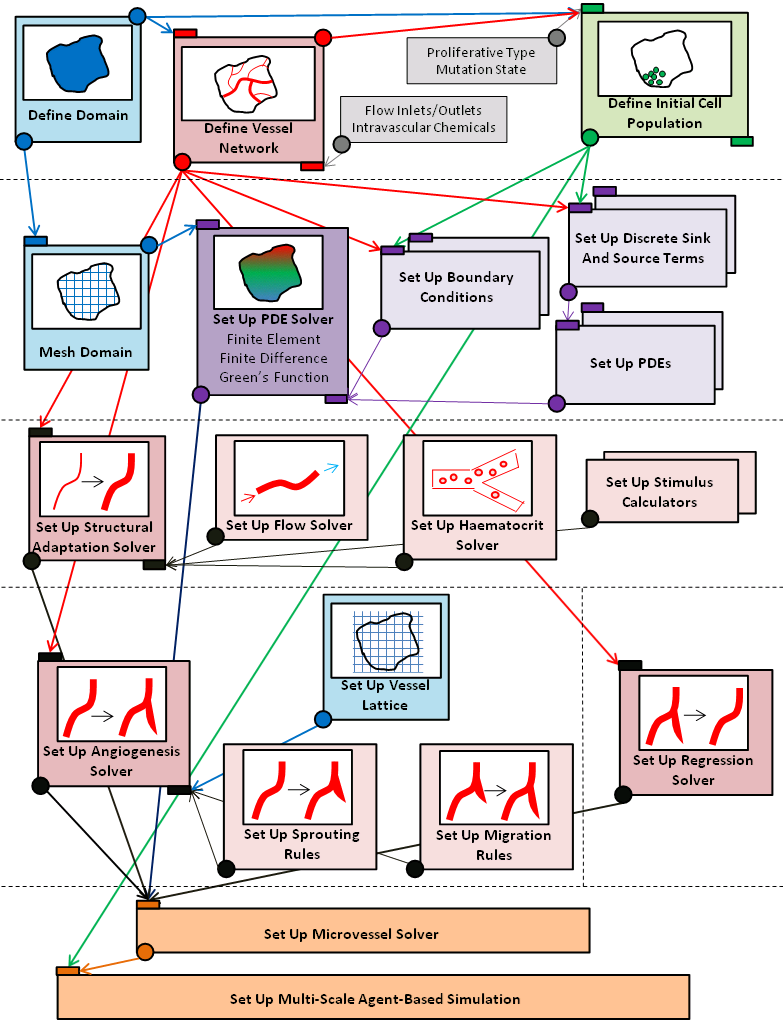 Define Domain
Define Vessel
Network
Proliferative Type
Mutation State
Flow Inlets/Outlets
Intravascular Chemicals
Define Initial Cell
Population
Mesh Domain
Set Up PDE Solver
Finite Element
Finite Difference
Green's Function
Set Up Boundary
Conditions
Set Up Discrete Sink
And Source Terms
Set Up PDEs
Set Up Structural
Adaptation Solver
Set Up Flow Solver
Set Up Haematocrit
Solver
Set Up Stimulus
Calculators
Set Up Vessel
Lattice
Set Up Angiogenesis
Solver
Set Up Sprouting
Rules
Set Up Migration
Rules
Set Up Regression
Solver
Set Up Microvessel Solver
Set Up Multi-Scale Agent-Based Simulation